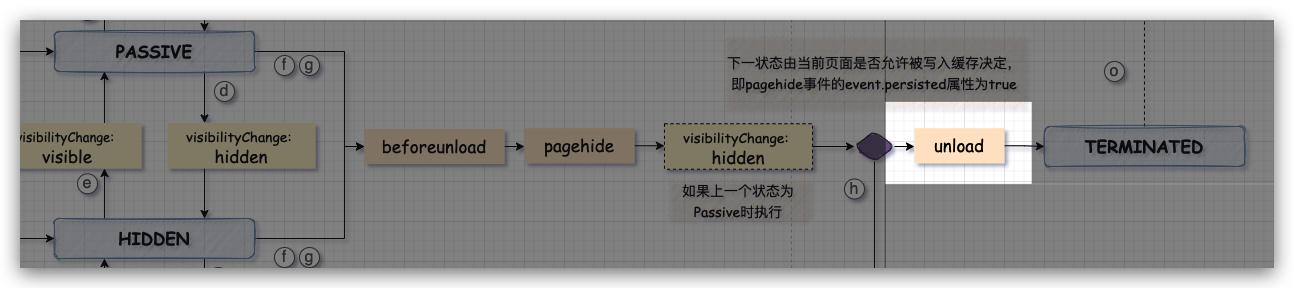 PASSIVE
f g
d
下一状态由当前页面是否允许被写入缓存决定，
即pagehide事件的event.persisted属性为true
o
visibilityChange:
visible
visibilityChange:
hidden
beforeunload
pagehide
visibilityChange:
hidden
unload
TERMINATED
e
如果上一个状态为
Passive时执行
h
HIDDEN
f g